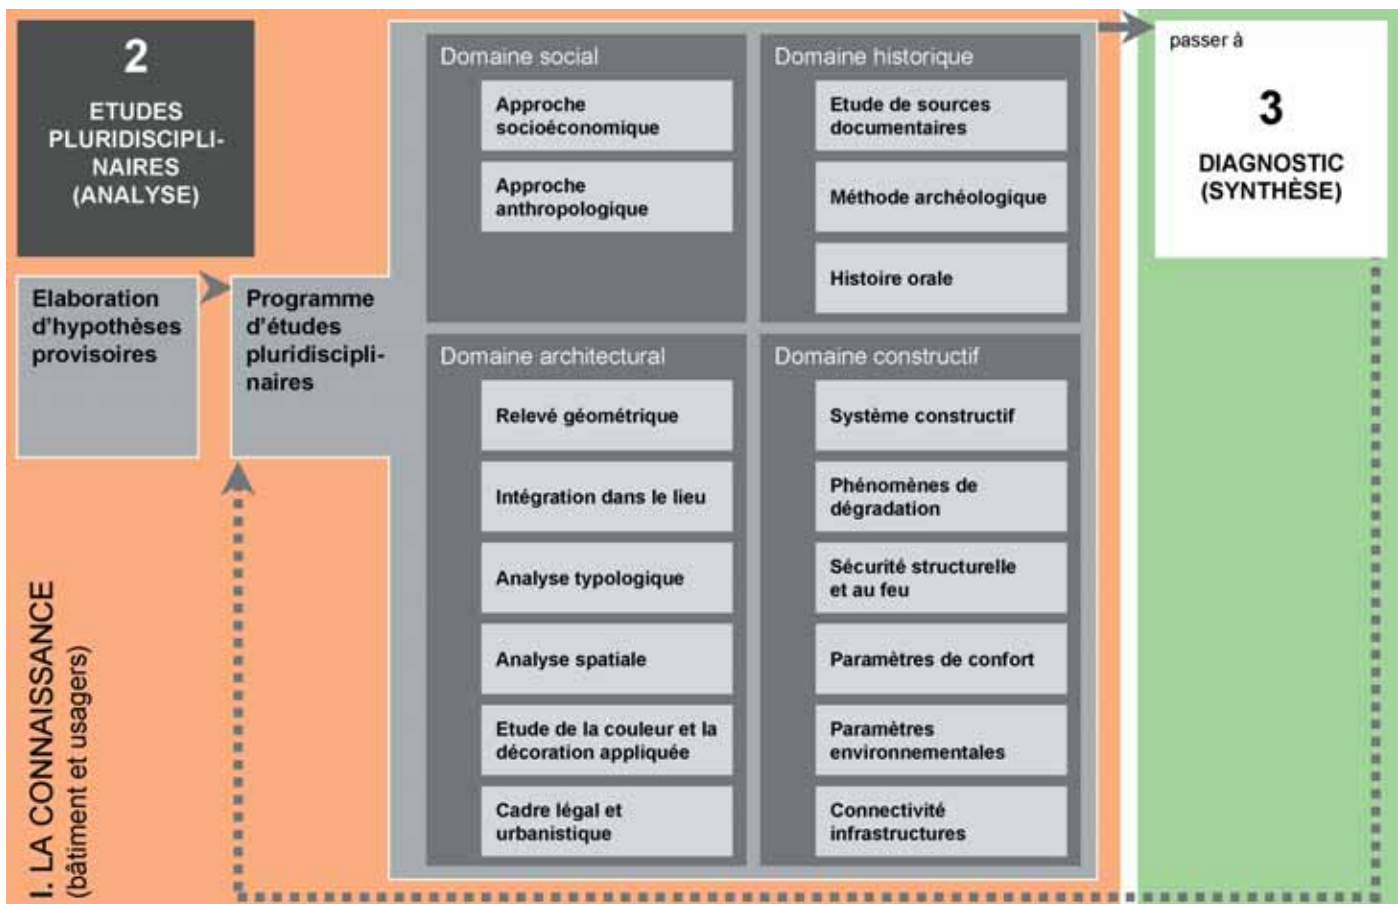 2
ETUDES
PLURIDISCIPLI-
NAIRES
(ANALYSE)
Elaboration
d'hypothèses
provisoires
Programme
d'études
pluridiscipli-
naires
Domaine social
Approche
socioéconomique
Approche
anthropologique
Domaine historique
Etude de sources
documentaires
Méthode archéologique
Histoire orale
Domaine architectural
Relevé géométrique
Intégration dans le lieu
Analyse typologique
Analyse spatiale
Etude de la couleur et la
décoration appliquée
Cadre légal et
urbanistique
Domaine constructif
Système constructif
Phénomènes de
dégradation
Sécurité structurelle
et au feu
Paramètres de confort
Paramètres
environnementales
Connectivité
infrastructures
passer à
3
DIAGNOSTIC
(SYNTHÈSE)
I. LA CONNAISSANCE
(bâtiment et usagers)